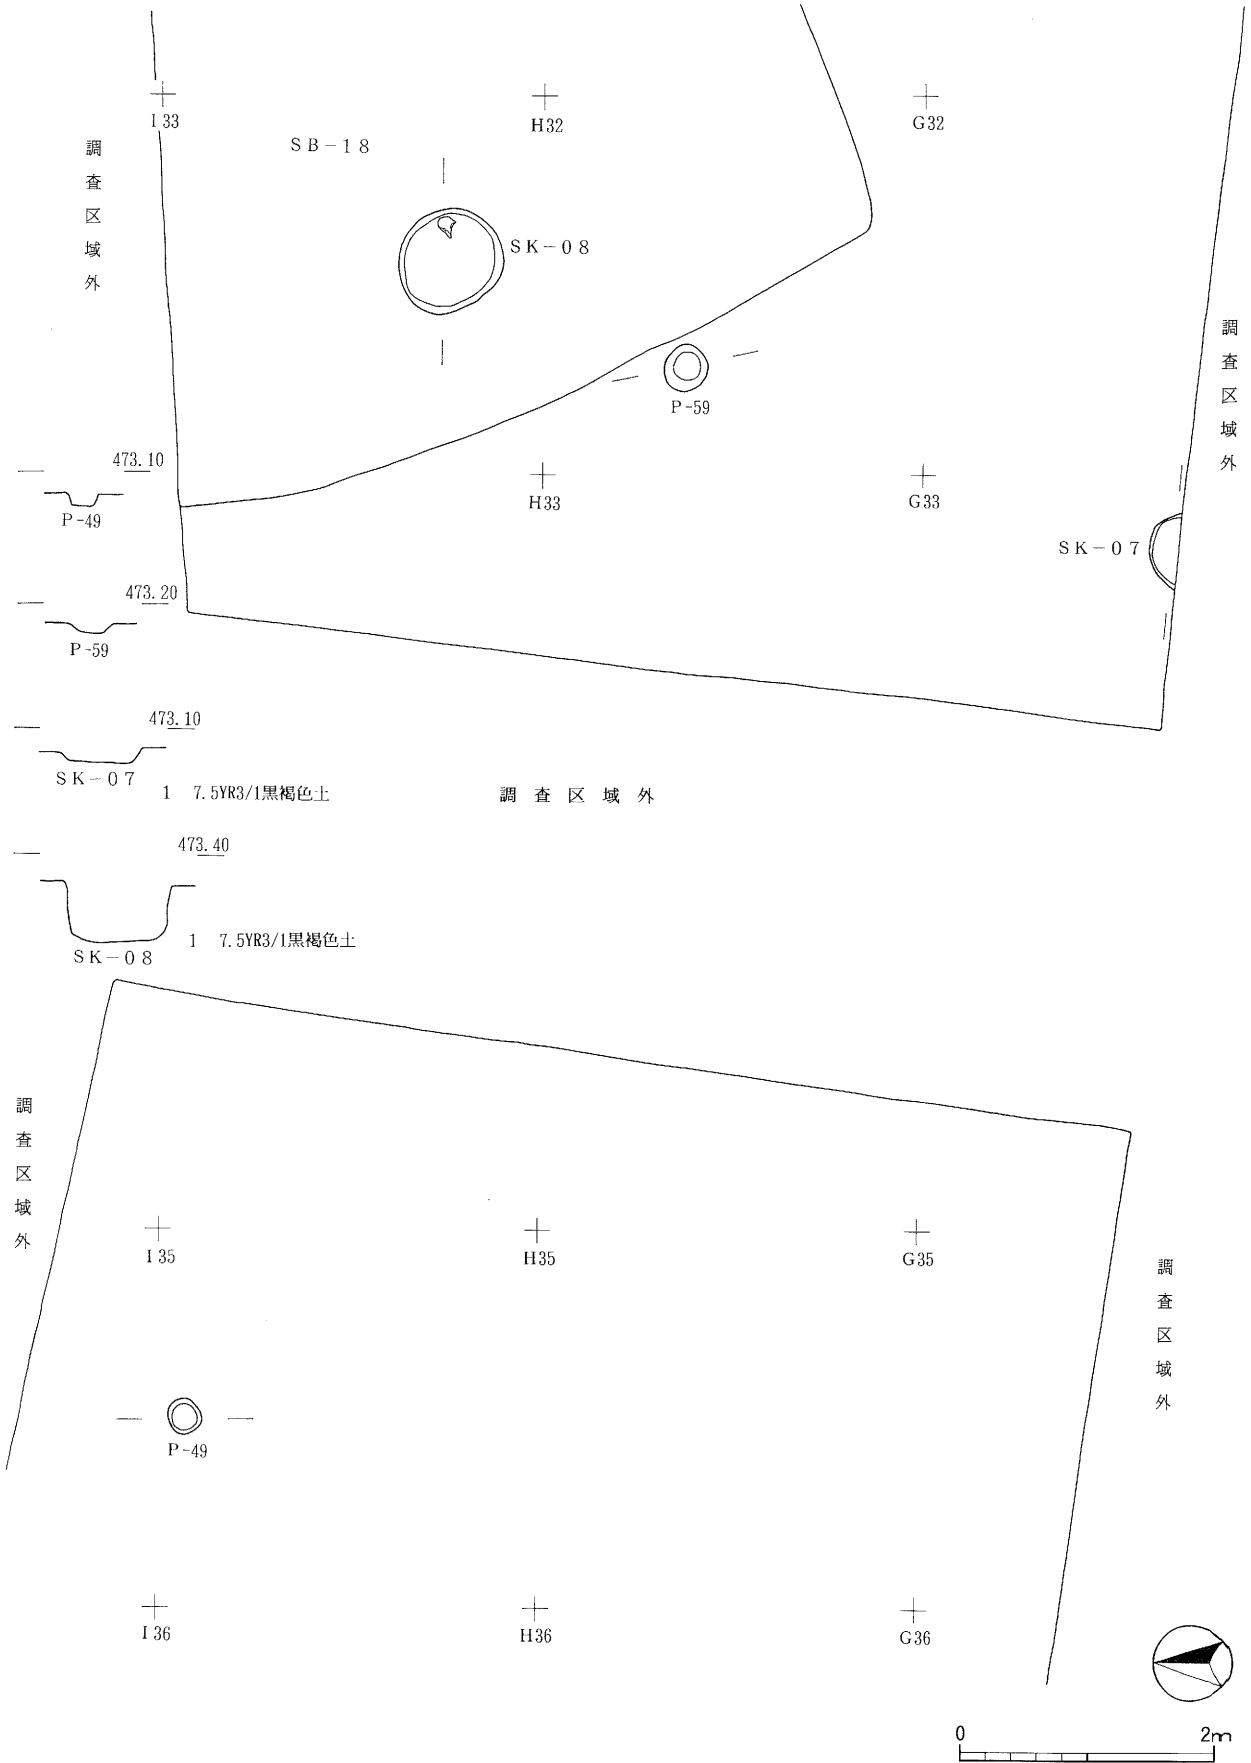 I33
H32
G32
SB-18
調査区域外
SK-08
調査区域外
P-59
473.10
P-49
H33
G33
SK-07
473.20
P-59
473.10
SK-07
1 7.5YR3/1黒褐色土
調査区域外
473.40
SK-08
1 7.5YR3/1黒褐色土
調査区域外
I35
H35
G35
調査区域外
P-49
I36
H36
G36
0 2m